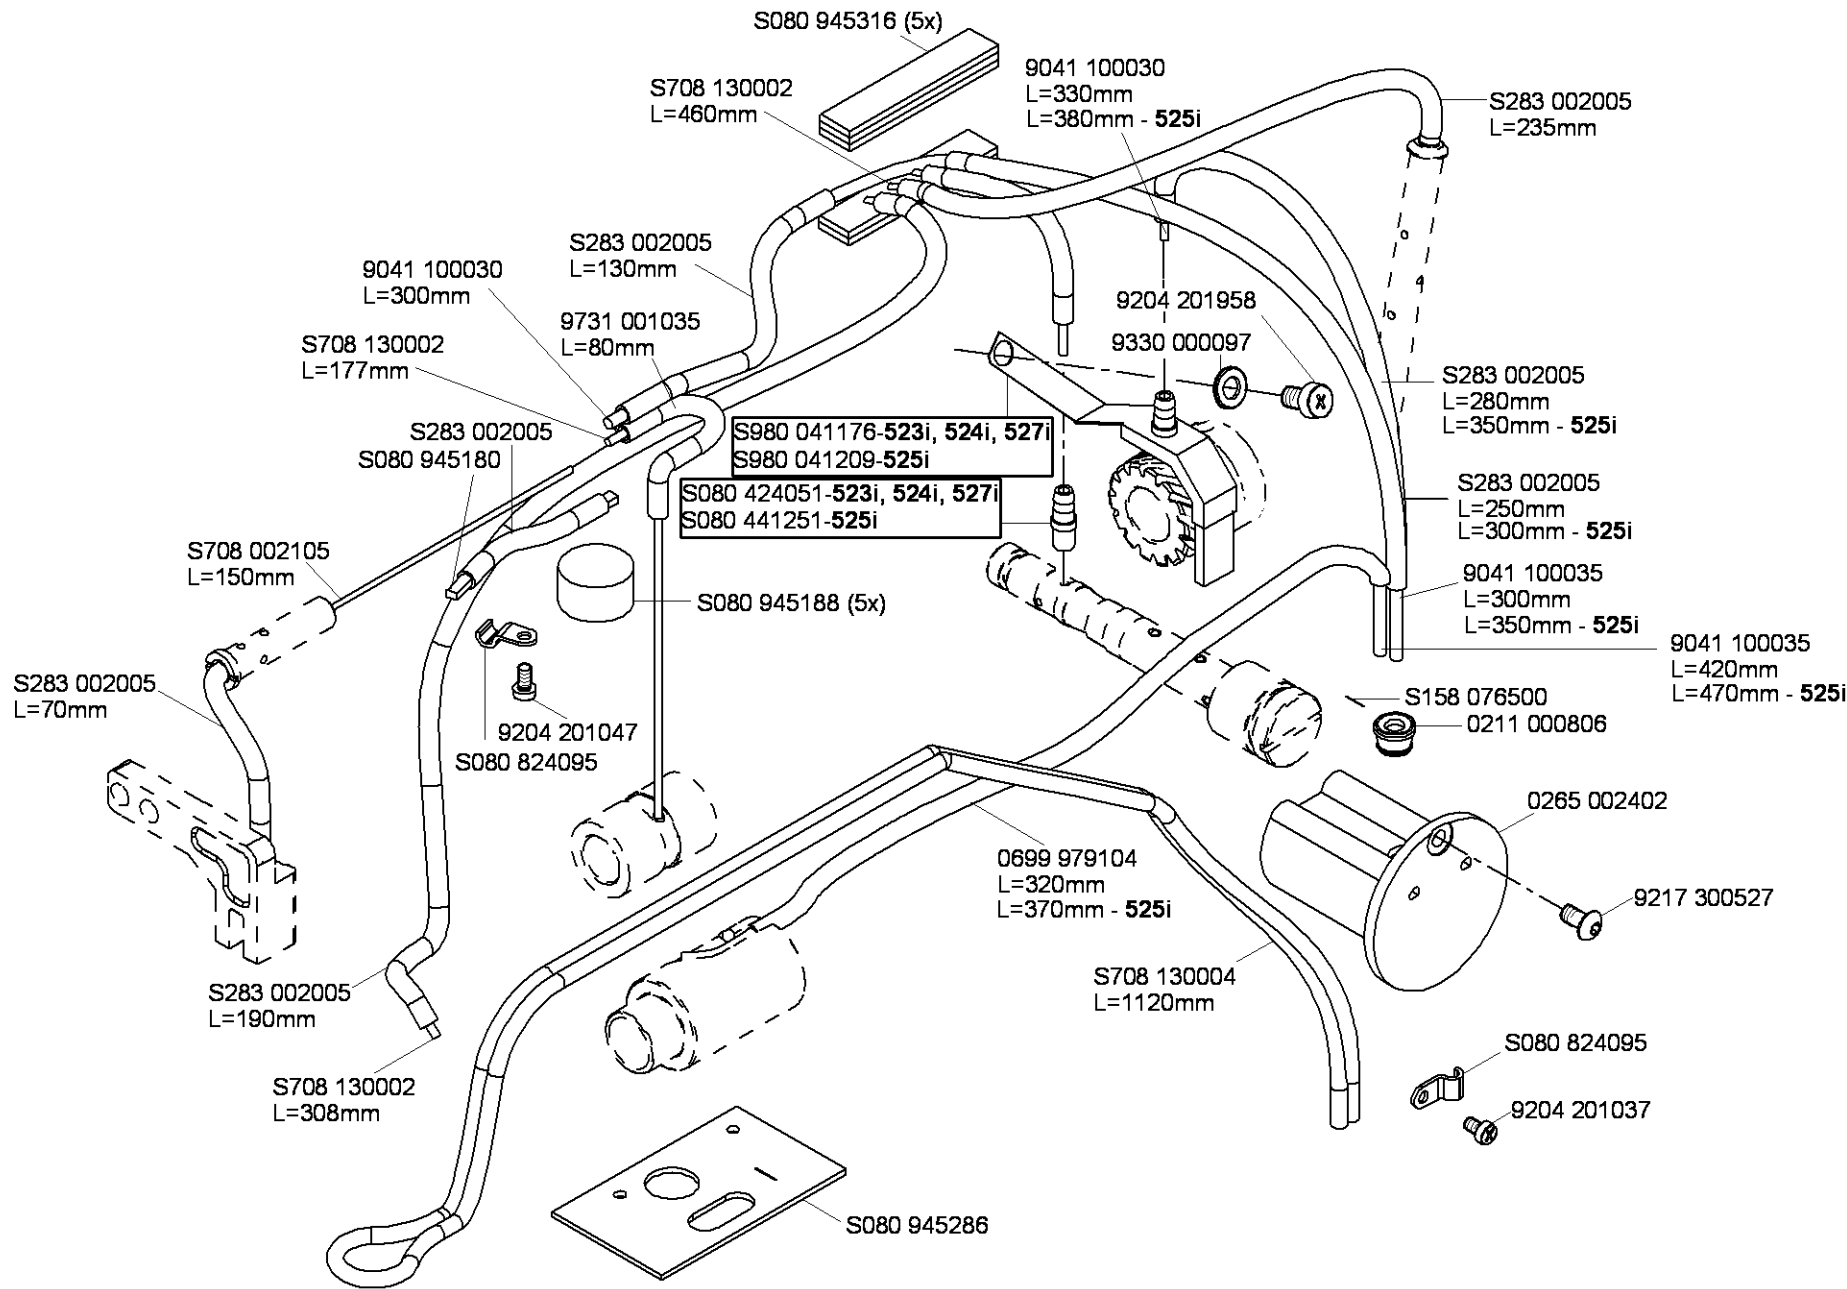 S080 945316 (5x)
S708 130002
L=460mm
9041 100030
L=330mm
L=380mm - 525i
S283 002005
L=235mm
S283 002005
L=130mm
9041 100030
L=300mm
9731 001035
L=80mm
S708 130002
L=177mm
9204 201958
9330 000097
S283 002005
L=280mm
L=350mm - 525i
S283 002005
S080 945180
S980 041176-523i, 524i, 527i
S980 041209-525i
S080 424051-523i, 524i, 527i
S080 441251-525i
S283 002005
L=250mm
L=300mm - 525i
S708 002105
L=150mm
S080 945188 (5x)
9041 100035
L=300mm
L=350mm - 525i
9041 100035
L=420mm
L=470mm - 525i
S283 002005
L=70mm
S158 076500
0211 000806
9204 201047
S080 824095
0265 002402
0699 979104
L=320mm
L=370mm - 525i
9217 300527
S708 130004
L=1120mm
S283 002005
L=190mm
S080 824095
S708 130002
L=308mm
9204 201037
S080 945286